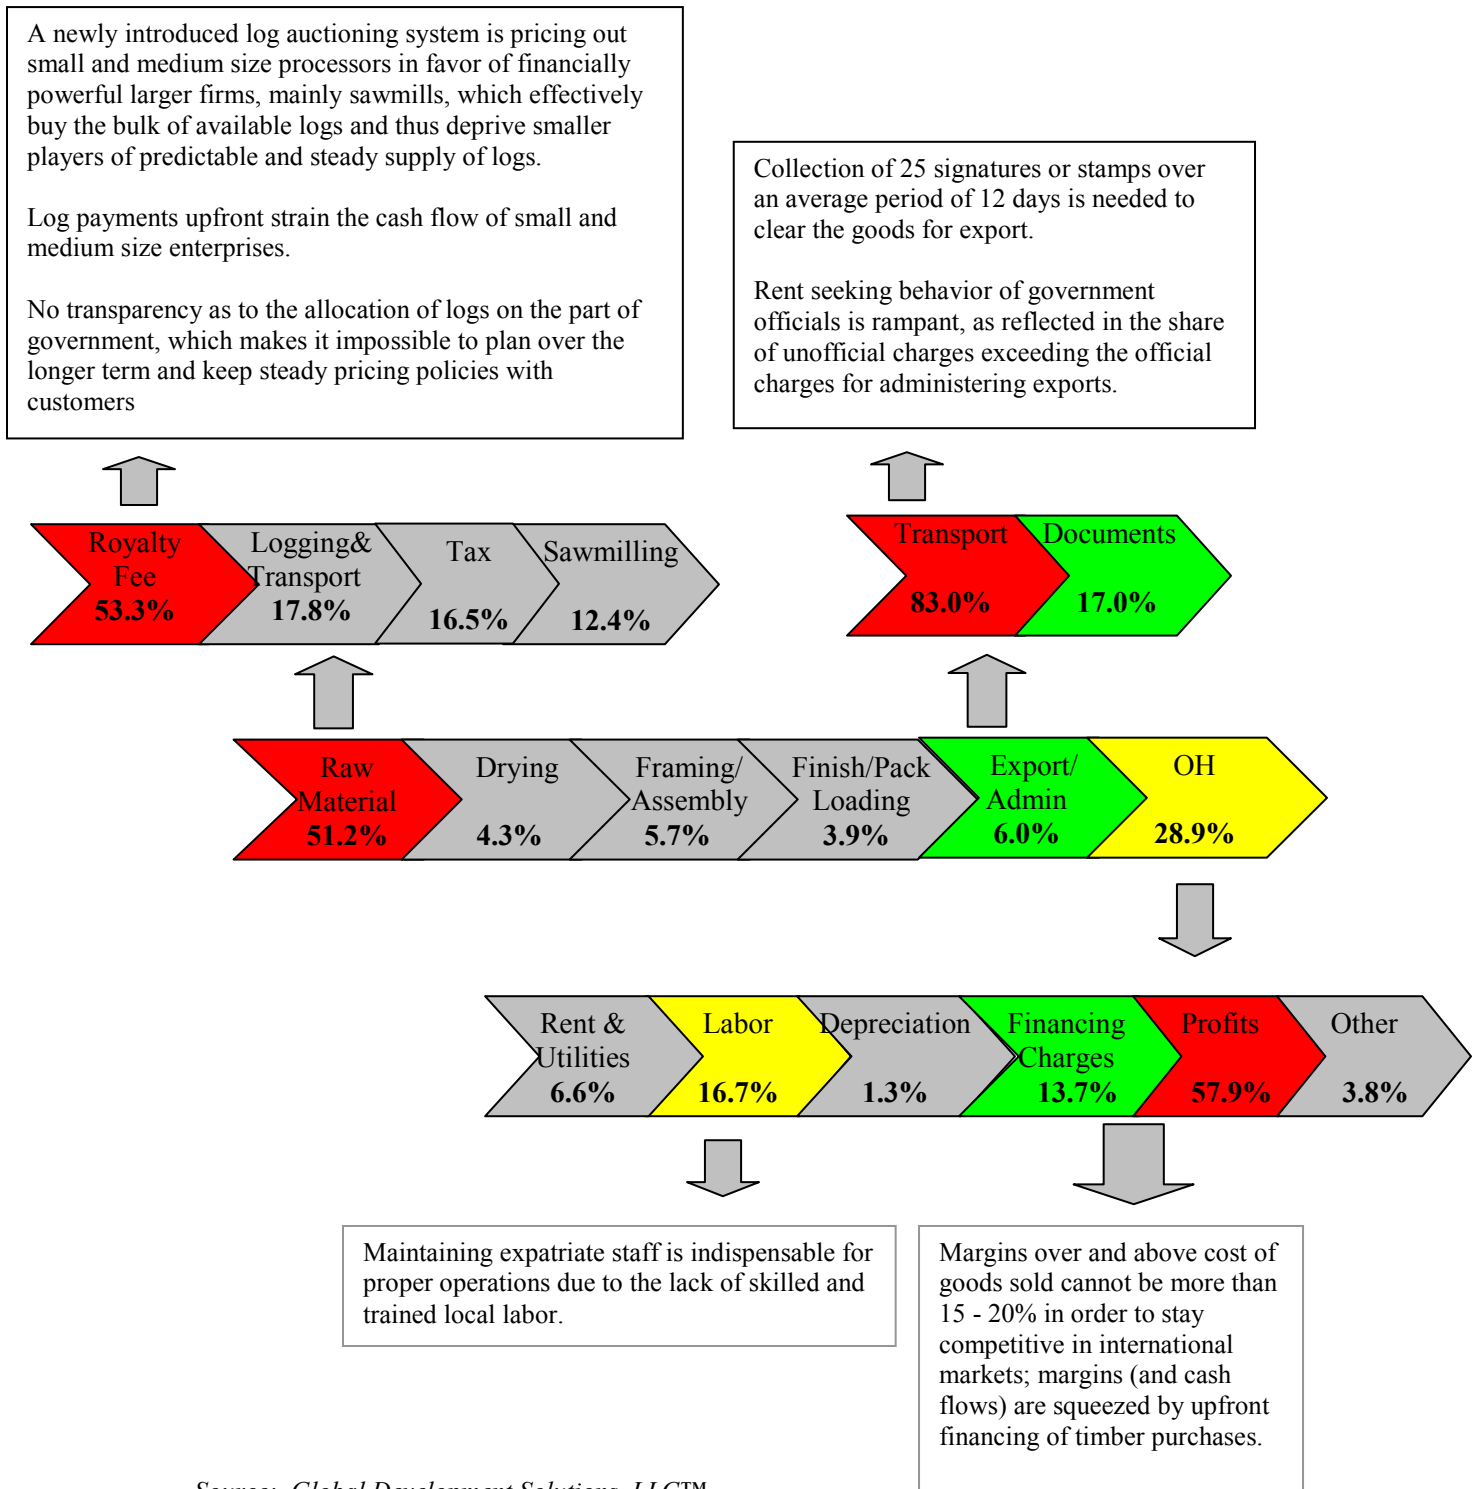 A newly introduced log auctioning system is pricing out
small and medium size processors in favor of financially
powerful larger firms, mainly sawmills, which effectively
buy the bulk of available logs and thus deprive smaller
players of predictable and steady supply of logs.
Log payments upfront strain the cash flow of small and
medium size enterprises.
No transparency as to the allocation of logs on the part of
government, which makes it impossible to plan over the
longer term and keep steady pricing policies with
customers
Collection of 25 signatures or stamps over
an average period of 12 days is needed to
clear the goods for export.
Rent seeking behavior of government
officials is rampant, as reflected in the share
of unofficial charges exceeding the official
charges for administering exports.
Royalty
Fee
53.3%
Logging&
Transport
17.8%
Tax
16.5%
Sawmilling
12.4%
Transport
83.0%
Documents
17.0%
Raw
Material
51.2%
Drying
4.3%
Framing/
Assembly
5.7%
Finish/Pack
Loading
3.9%
Export/
Admin
6.0%
OH
28.9%
Rent &
Utilities
6.6%
Labor
16.7%
Depreciation
1.3%
Financing
Charges
13.7%
Profits
57.9%
Other
3.8%
Maintaining expatriate staff is indispensable for
proper operations due to the lack of skilled and
trained local labor.
Margins over and above cost of
goods sold cannot be more than
15 - 20% in order to stay
competitive in international
markets; margins (and cash
flows) are squeezed by upfront
financing of timber purchases.
Source: Global Development Solutions, LLC™